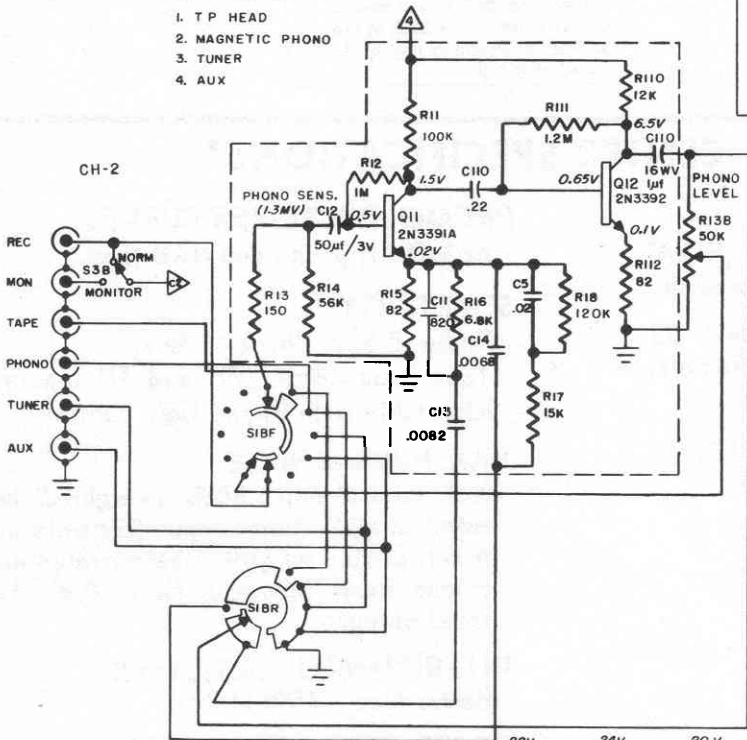 1. TP HEAD
2. MAGNETIC PHONO
3. TUNER
4. AUX
4
R11
100K
R110
12K
R111
1.2M
6.5V
C110
16WV
1µf
PHONO
LEVEL
R138
50K
CH-2
R12
1M
1.5V
C110
.22
0.65V
Q12
2N3392
0.1V
R112
82
PHONO SENS.
(1.3MV)
C12
50µf/3V
0.5V
Q11
2N3391A
.02V
REC
MON
TAPE
PHONO
TUNER
AUX
NORM
S3B
MONITOR
R13
150
R14
56K
R15
82
C11
820
R16
6.8K
C14
.0068
C5
.02
R18
120K
R17
15K
C13
.0082
S1BF
S1BR
24V
20V